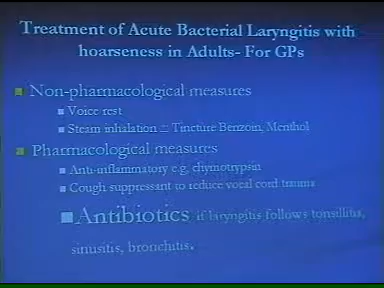 Treatment of Acute Bacterial Laryngitis with
hoarseness in Adults- For GPs
Non-pharmacological measures
Voice rest
Steam inhalation ± Tincture Benzoin, Menthol
Pharmacological measures
Anti-inflammatory e.g, chymotrypsin
Cough suppressant to reduce vocal cord trauma
Antibiotics if laryngitis follows tonsillitis,
sinusitis, bronchitis.